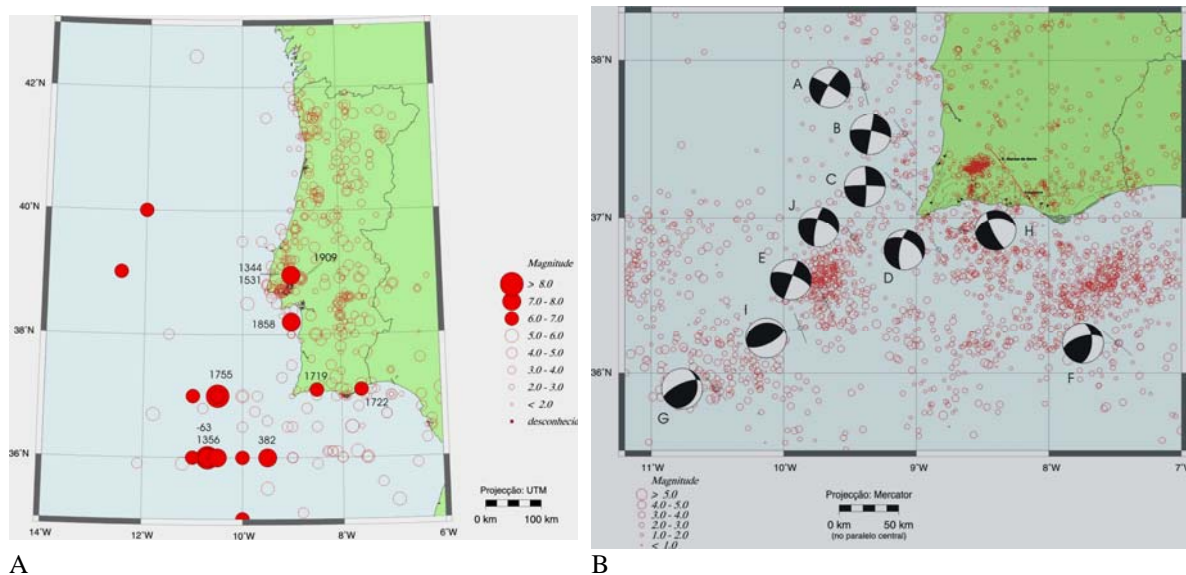 42°N
40°N
38°N
36°N
14°W
12°W
10°W
8°W
6°W
1344
1531
1909
1858
1755
1719
1722
-63
1356
382
Magnitude
> 8.0
7.0 - 8.0
6.0 - 7.0
5.0 - 6.0
4.0 - 5.0
3.0 - 4.0
2.0 - 3.0
< 2.0
desconhecid
Projecção: UTM
0 km 100 km
A
38°N
37°N
36°N
11°W
10°W
9°W
8°W
7°W
A
B
C
J
E
D
H
I
F
G
Magnitude
> 5.0
4.0 - 5.0
3.0 - 4.0
2.0 - 3.0
1.0 - 2.0
< 1.0
Projecção: Mercator
0 km 50 km
(no paralelo central)
B